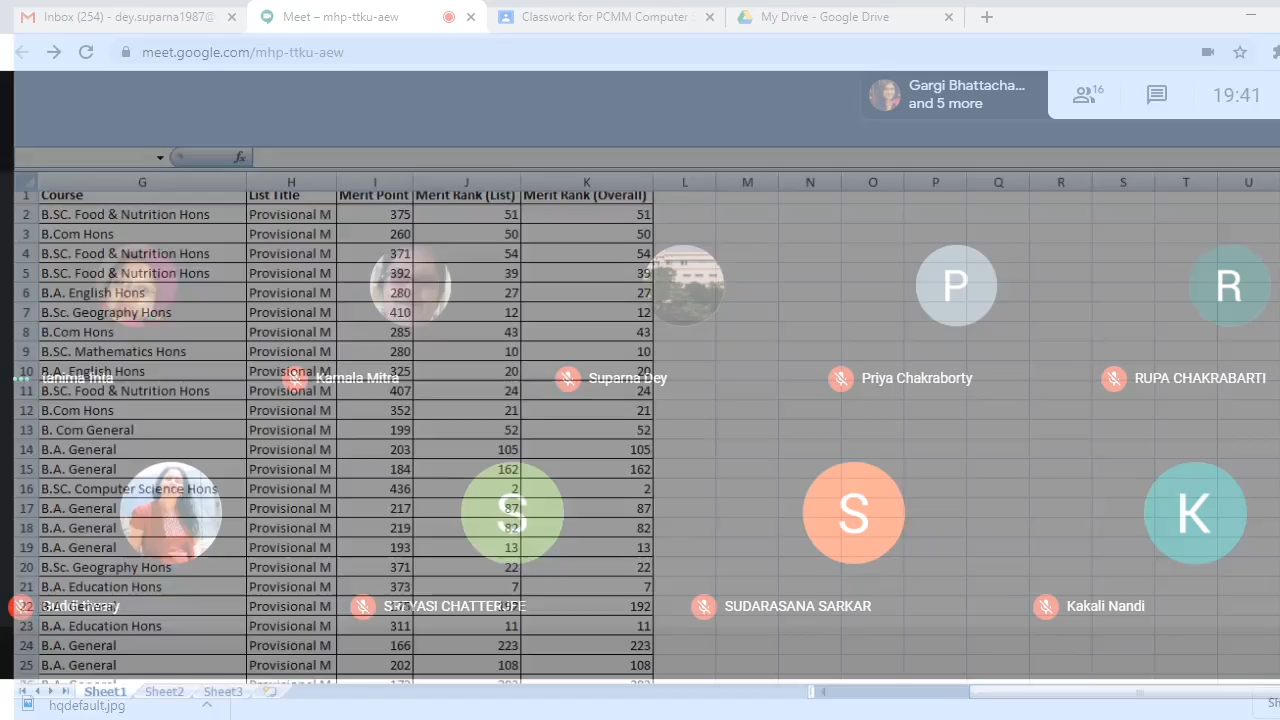 Inbox (254) - dey.suparna1987@
Meet – mhp-ttku-aew
Classwork for PCMM Computer
My Drive - Google Drive
meet.google.com/mhp-ttku-aew
Gargi Bhattacha...
and 5 more
16
19:41
fx
G H I J K L M N O P Q R S T U
1 Course List Title Merit Point Merit Rank (List) Merit Rank (Overall)
2 B.SC. Food & Nutrition Hons Provisional M 375 51 51
3 B.Com Hons Provisional M 260 50 50
4 B.SC. Food & Nutrition Hons Provisional M 371 54 54
5 B.SC. Food & Nutrition Hons Provisional M 392 39 39
6 B.A. English Hons Provisional M 280 27 27
7 B.Sc. Geography Hons Provisional M 410 12 12
8 B.Com Hons Provisional M 285 43 43
9 B.SC. Mathematics Hons Provisional M 280 10 10
10 B.A. English Hons Provisional M 325 20 20
11 B.SC. Food & Nutrition Hons Provisional M 407 24 24
12 B.Com Hons Provisional M 352 21 21
13 B. Com General Provisional M 199 52 52
14 B.A. General Provisional M 203 105 105
15 B.A. General Provisional M 184 162 162
16 B.SC. Computer Science Hons Provisional M 436 2 2
17 B.A. General Provisional M 217 87 87
18 B.A. General Provisional M 219 82 82
19 B.A. General Provisional M 193 13 13
20 B.Sc. Geography Hons Provisional M 371 22 22
21 B.A. Education Hons Provisional M 373 7 7
22 Provisional M 192
23 B.A. Education Hons Provisional M 311 11 11
24 B.A. General Provisional M 166 223 223
25 B.A. General Provisional M 202 108 108
P
R
tanima
Kamala Mitra
Suparna Dey
Priya Chakraborty
RUPA CHAKRABARTI
S
S
K
SUDARASANA SARKAR
Kakali Nandi
Sheet1 Sheet2 Sheet3
hqdefault.jpg